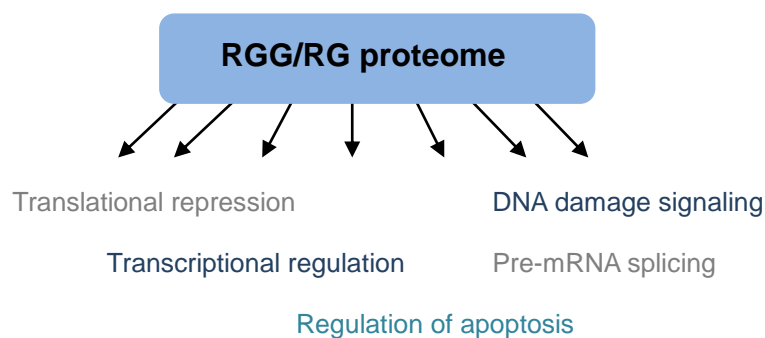 RGG/RG proteome
Translational repression
DNA damage signaling
Transcriptional regulation
Pre-mRNA splicing
Regulation of apoptosis